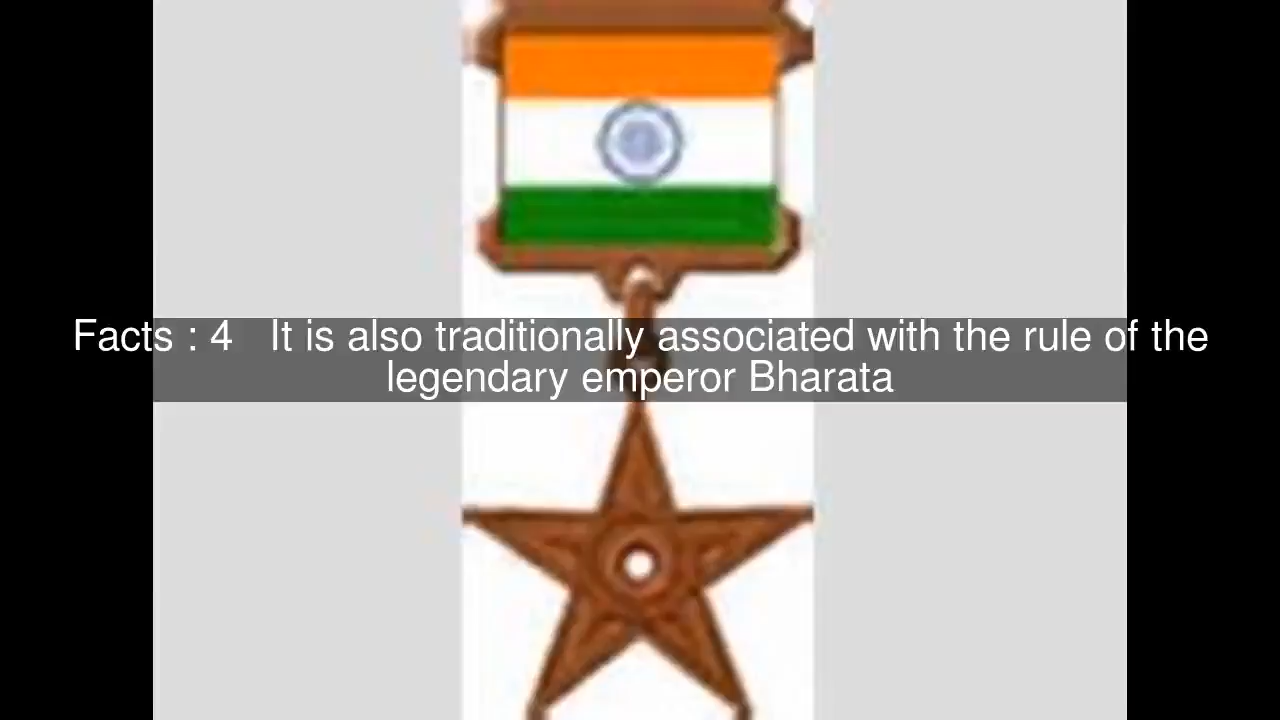 Facts : 4   It is also traditionally associated with the rule of the
legendary emperor Bharata